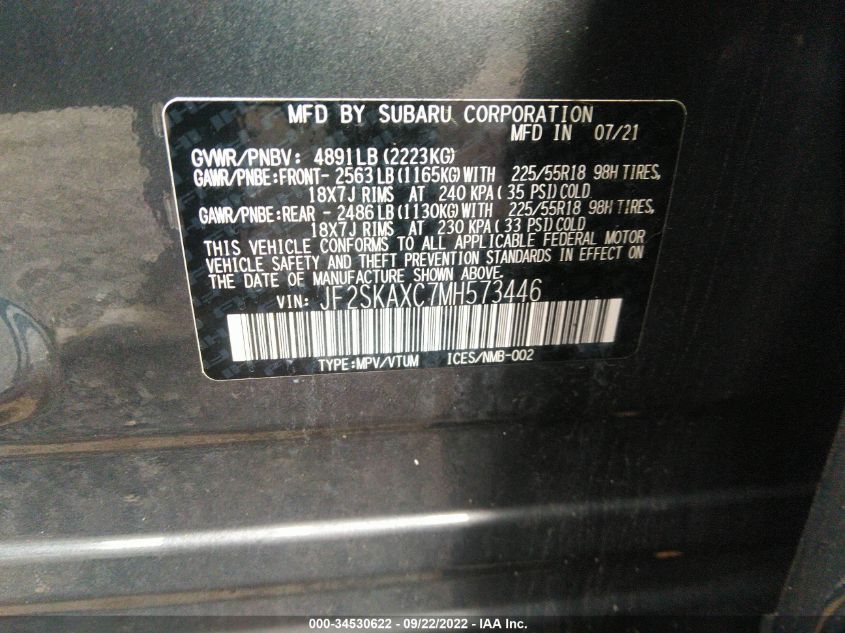 MFD BY SUBARU CORPORATION
MFD IN 07/21
GVWR/PNBV: 4891LB(2223KG)
GAWR/PNBE:FRONT- 2563LB(1165KG)WITH 225/55R18 98H TIRES,
18X7J RIMS AT 240 KPA( 35 PSI)COLD
GAWR/PNBE:REAR - 2486LB(1130KG)WITH 225/55R18 98H TIRES,
18X7J RIMS AT 230 KPA( 33 PSI)COLD
THIS VEHICLE CONFORMS TO ALL APPLICABLE FEDERAL MOTOR
VEHICLE SAFETY AND THEFT PREVENTION STANDARDS IN EFFECT ON
THE DATE OF MANUFACTURE SHOWN ABOVE.
VIN: JF2SKAXC7MH573446
TYPE:MPV/VTUM ICES/NMB-002
000-34530622 - 09/22/2022 - IAA Inc.